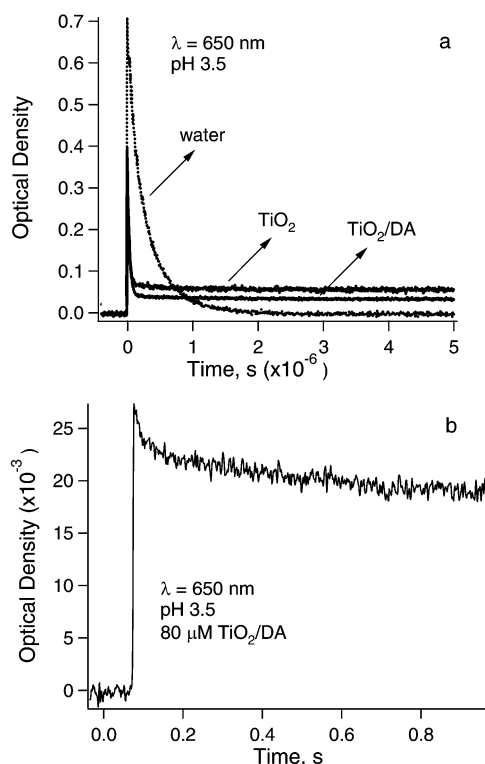 a
λ = 650 nm
pH 3.5
water
TiO₂
TiO₂/DA
Optical Density
0.7
0.6
0.5
0.4
0.3
0.2
0.1
0.0
0 1 2 3 4 5
Time, s (x10⁻⁶)
b
Optical Density (x10⁻³)
25
20
15
10
5
0
λ = 650 nm
pH 3.5
80 μM TiO₂/DA
0.0 0.2 0.4 0.6 0.8
Time, s